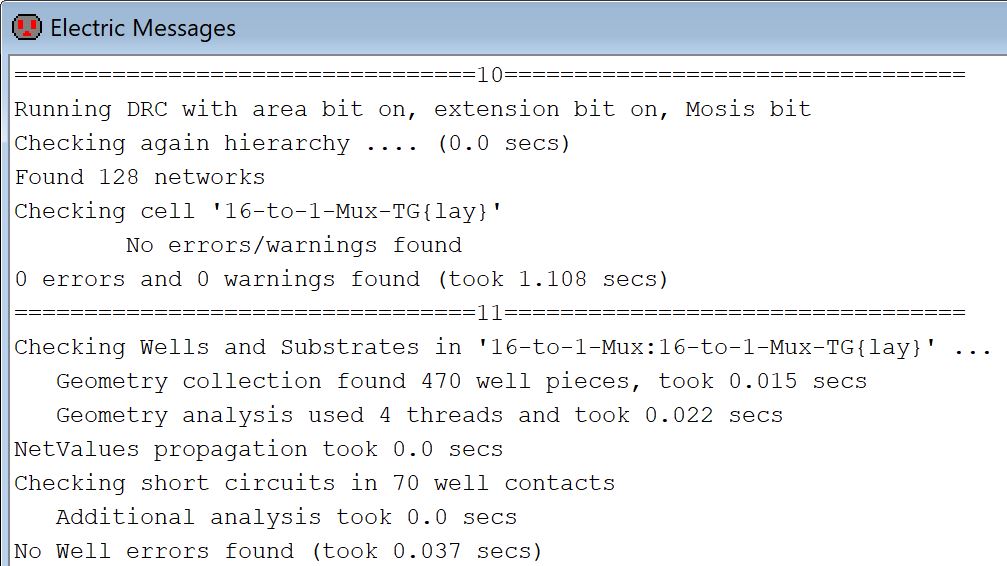 Electric Messages
=================================10=================================
Running DRC with area bit on, extension bit on, Mosis bit
Checking again hierarchy .... (0.0 secs)
Found 128 networks
Checking cell '16-to-1-Mux-TG{lay}'
No errors/warnings found
0 errors and 0 warnings found (took 1.108 secs)
=================================11=================================
Checking Wells and Substrates in '16-to-1-Mux:16-to-1-Mux-TG{lay}' ...
Geometry collection found 470 well pieces, took 0.015 secs
Geometry analysis used 4 threads and took 0.022 secs
NetValues propagation took 0.0 secs
Checking short circuits in 70 well contacts
Additional analysis took 0.0 secs
No Well errors found (took 0.037 secs)